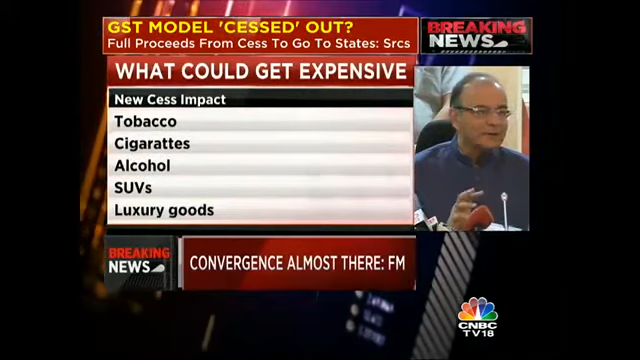 GST MODEL 'CESSED' OUT?
Full Proceeds From Cess To Go To States: Srcs
BREAKING
NEWS
WHAT COULD GET EXPENSIVE
New Cess Impact
Tobacco
Cigarattes
Alcohol
SUVs
Luxury goods
BREAKING
NEWS
CONVERGENCE ALMOST THERE: FM
CNBC
TV18